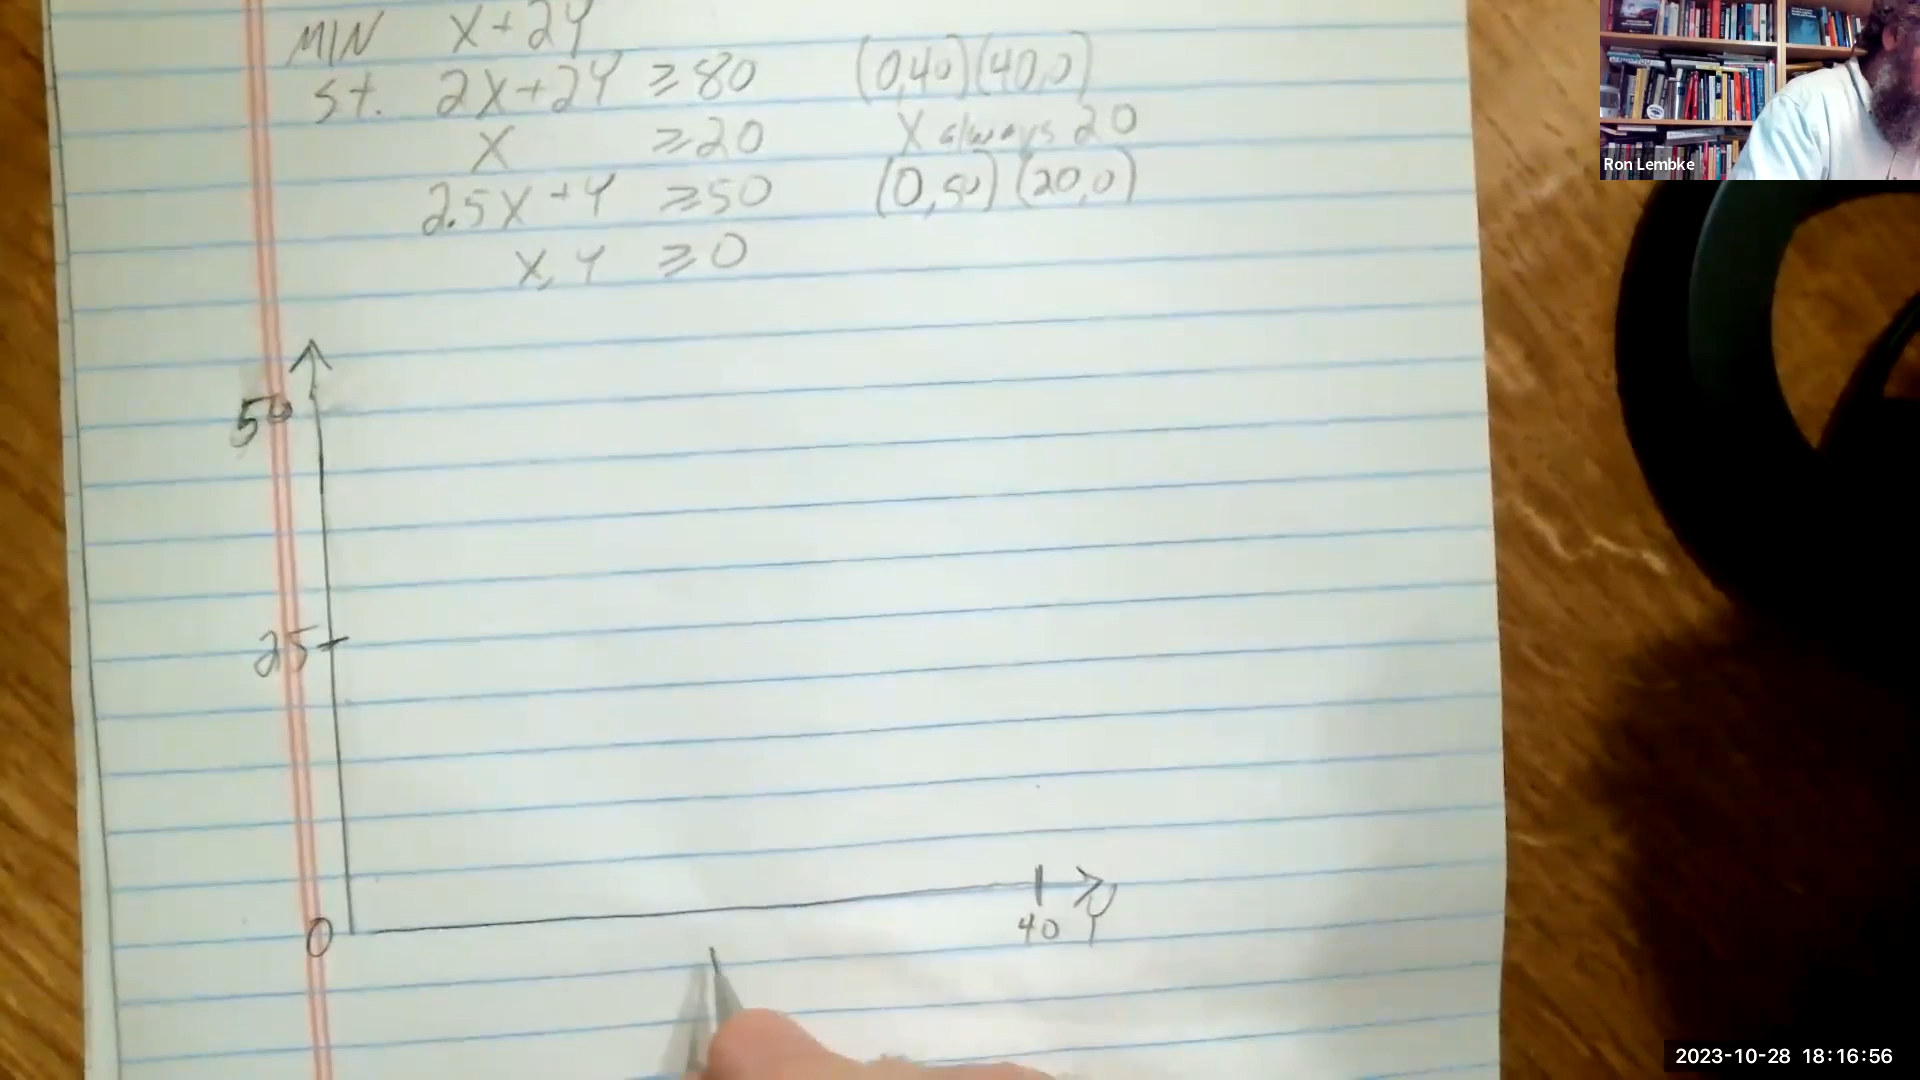 MIN X+2Y
st. 2X+2Y ≥80 (0,40)(40,0)
X ≥20 X always 20
2.5X+Y ≥50 (0,50)(20,0)
X,Y ≥0
50
25
0
40 Y
Ron Lembke
2023-10-28 18:16:56